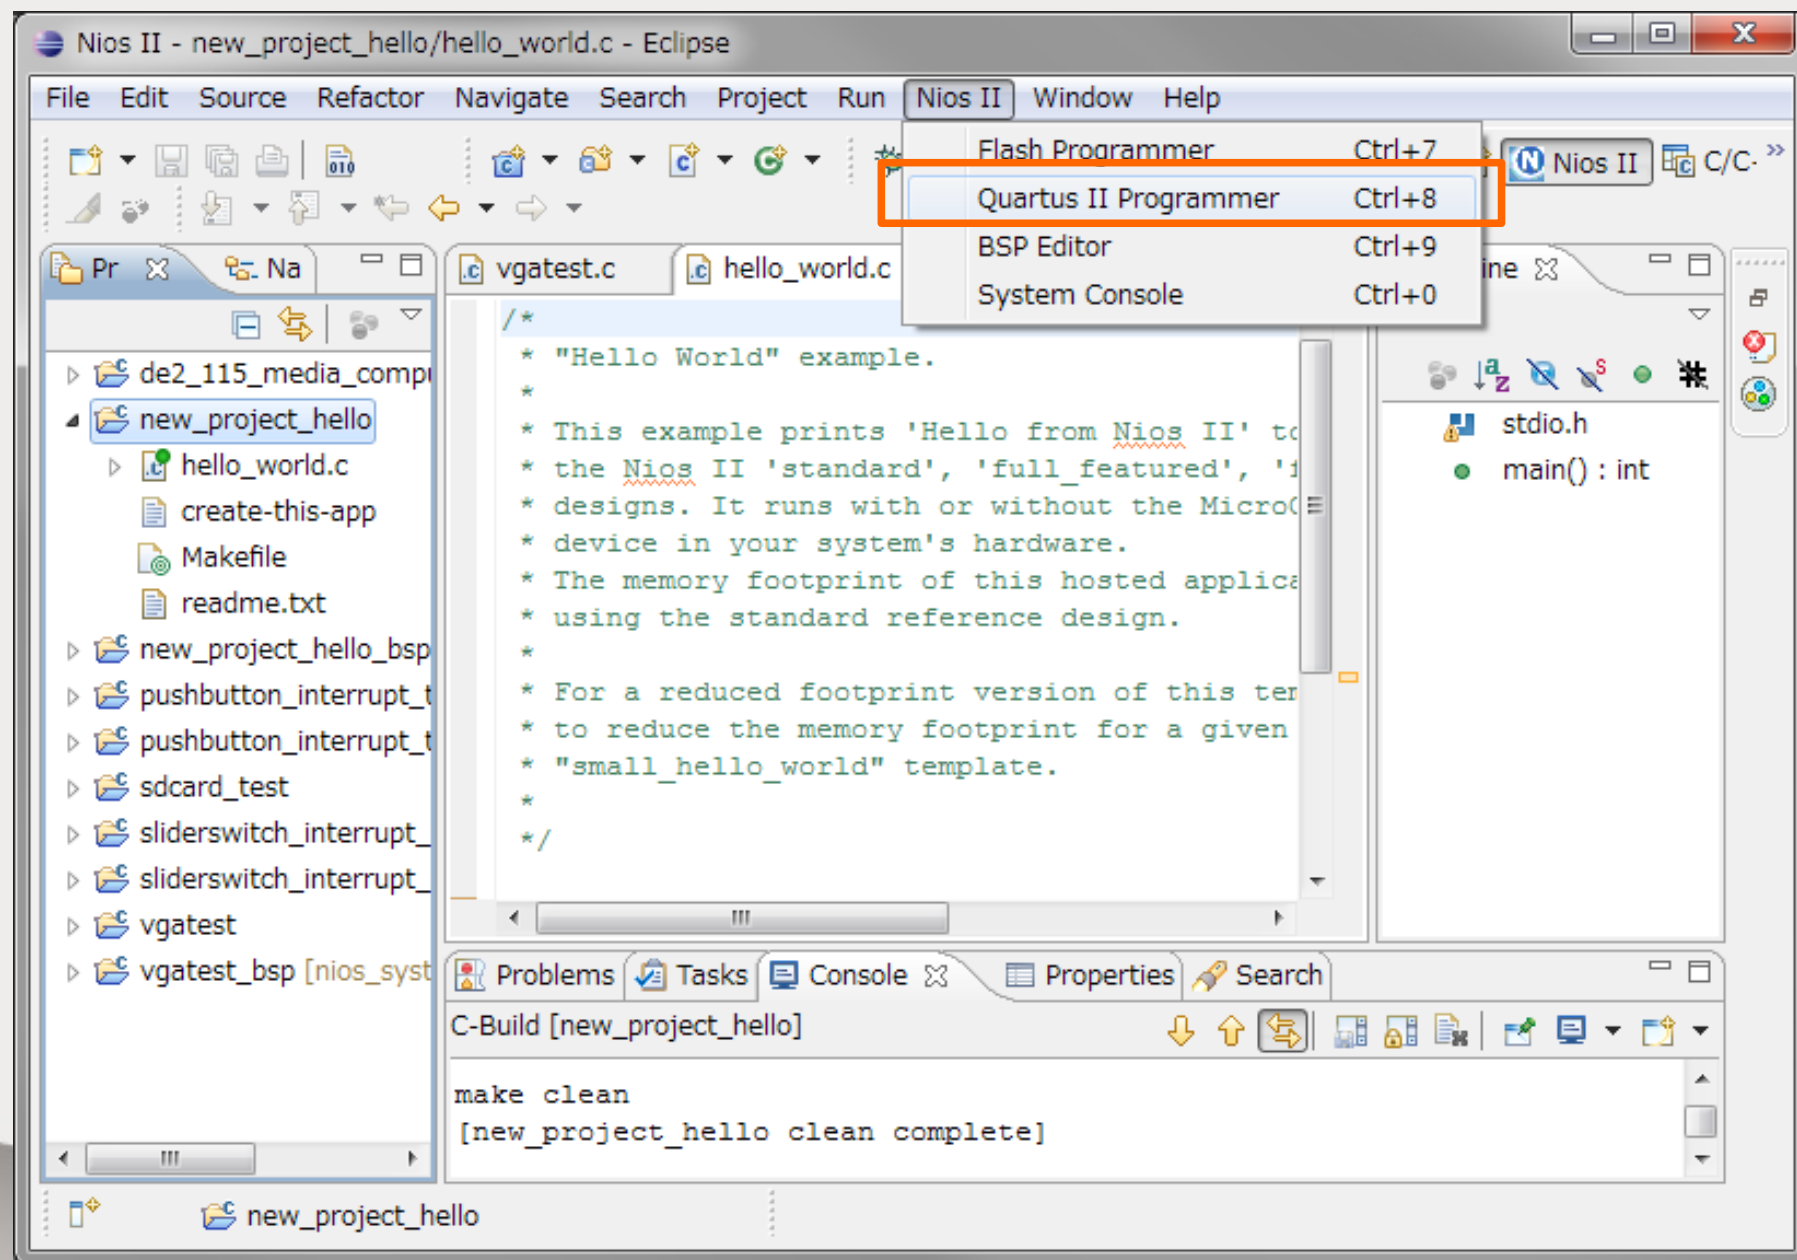 Nios II - new_project_hello/hello_world.c - Eclipse
File Edit Source Refactor Navigate Search Project Run Nios II Window Help
Flash Programmer Ctrl+7
Quartus II Programmer Ctrl+8
BSP Editor Ctrl+9
System Console Ctrl+0
Nios II C/C·
Pr Na
vgatest.c hello_world.c
ine
de2_115_media_comp
new_project_hello
hello_world.c
create-this-app
Makefile
readme.txt
new_project_hello_bsp
pushbutton_interrupt_t
pushbutton_interrupt_t
sdcard_test
sliderswitch_interrupt_
sliderswitch_interrupt_
vgatest
vgatest_bsp [nios_syst
/*
* "Hello World" example.
*
* This example prints 'Hello from Nios II' to
* the Nios II 'standard', 'full_featured', 'f
* designs. It runs with or without the Micro
* device in your system's hardware.
* The memory footprint of this hosted applica
* using the standard reference design.
*
* For a reduced footprint version of this tem
* to reduce the memory footprint for a given
* "small_hello_world" template.
*
*/
stdio.h
main() : int
Problems Tasks Console Properties Search
C-Build [new_project_hello]
make clean
[new_project_hello clean complete]
new_project_hello